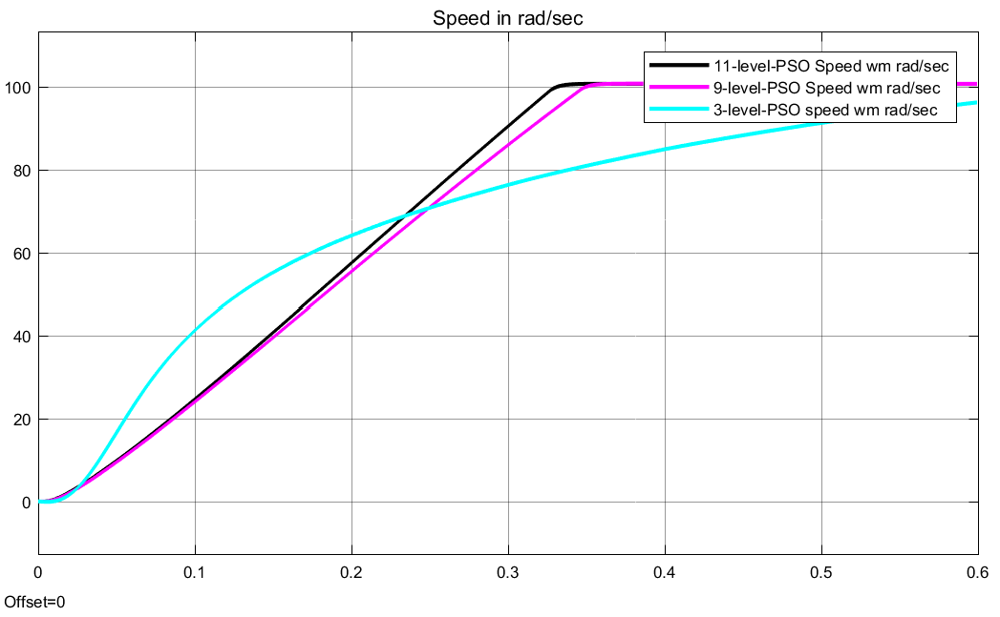 Speed in rad/sec
11-level-PSO Speed wm rad/sec
9-level-PSO Speed wm rad/sec
3-level-PSO speed wm rad/sec
100
80
60
40
20
0
0 0.1 0.2 0.3 0.4 0.5 0.6
Offset=0